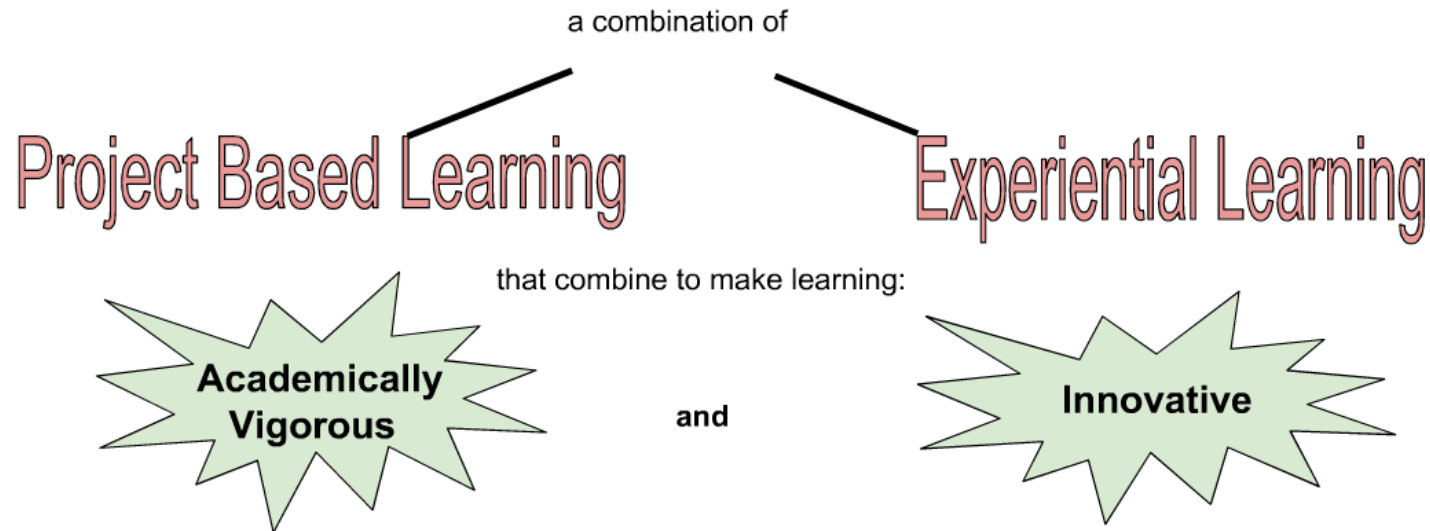 a combination of
Project Based Learning
Experiential Learning
that combine to make learning:
Academically
Vigorous
and
Innovative